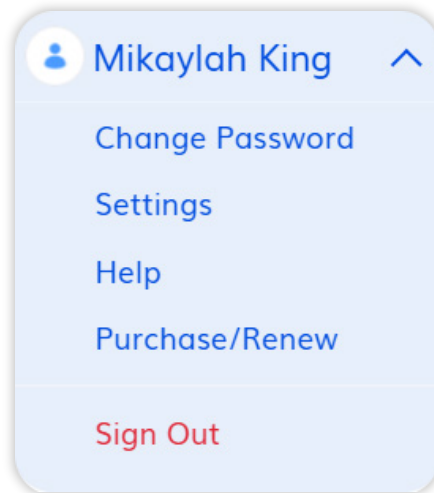 Mikaylah King
Change Password
Settings
Help
Purchase/Renew
Sign Out